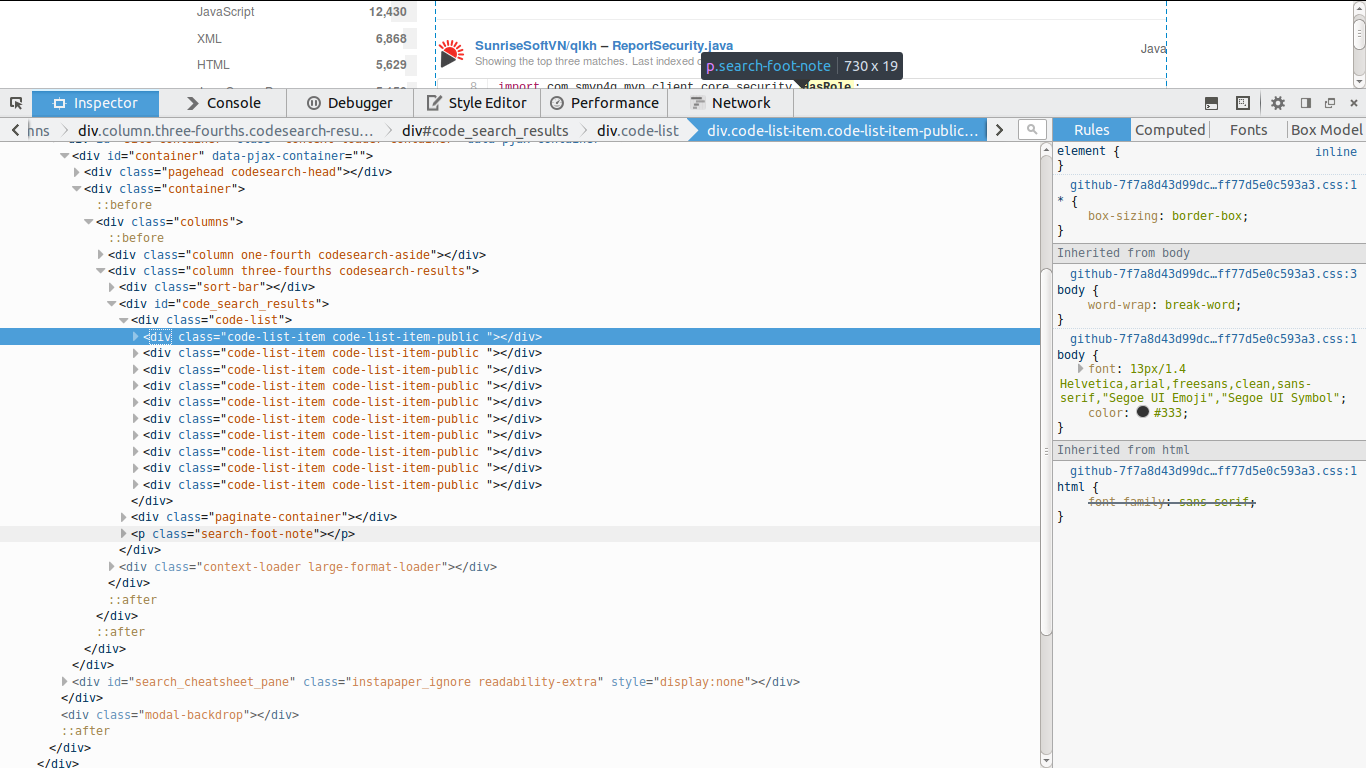 JavaScript 12,430
XML 6,868
HTML 5,629
SunriseSoftVN/qlkh – ReportSecurity.java
Java
Showing the top three matches. Last indexed
p.search-foot-note | 730 x 19
8 import com.smvp4g.mvp.client.core.security.HasRole;
Inspector
Console
Debugger
Style Editor
Performance
Network
div.column.three-fourths.codesearch-resu…
div#code_search_results
div.code-list
div.code-list-item.code-list-item-public…
Rules
Computed
Fonts
Box Model
<div id="container" data-pjax-container="">
<div class="pagehead codesearch-head"></div>
<div class="container">
::before
<div class="columns">
::before
<div class="column one-fourth codesearch-aside"></div>
<div class="column three-fourths codesearch-results">
<div class="sort-bar"></div>
<div id="code_search_results">
<div class="code-list">
<div class="code-list-item code-list-item-public "></div>
<div class="code-list-item code-list-item-public "></div>
<div class="code-list-item code-list-item-public "></div>
<div class="code-list-item code-list-item-public "></div>
<div class="code-list-item code-list-item-public "></div>
<div class="code-list-item code-list-item-public "></div>
<div class="code-list-item code-list-item-public "></div>
<div class="code-list-item code-list-item-public "></div>
<div class="code-list-item code-list-item-public "></div>
<div class="code-list-item code-list-item-public "></div>
</div>
<div class="paginate-container"></div>
<p class="search-foot-note"></p>
</div>
<div class="context-loader large-format-loader"></div>
</div>
::after
</div>
::after
</div>
</div>
<div id="search_cheatsheet_pane" class="instapaper_ignore readability-extra" style="display:none"></div>
</div>
<div class="modal-backdrop"></div>
::after
</div>
</div>
element { inline
}
github-7f7a8d43d99dc…ff77d5e0c593a3.css:1
* {
box-sizing: border-box;
}
Inherited from body
github-7f7a8d43d99dc…ff77d5e0c593a3.css:3
body {
word-wrap: break-word;
}
github-7f7a8d43d99dc…ff77d5e0c593a3.css:1
body {
font: 13px/1.4
Helvetica,arial,freesans,clean,sans-
serif,"Segoe UI Emoji","Segoe UI Symbol";
color: #333;
}
Inherited from html
github-7f7a8d43d99dc…ff77d5e0c593a3.css:1
html {
font-family: sans-serif;
}